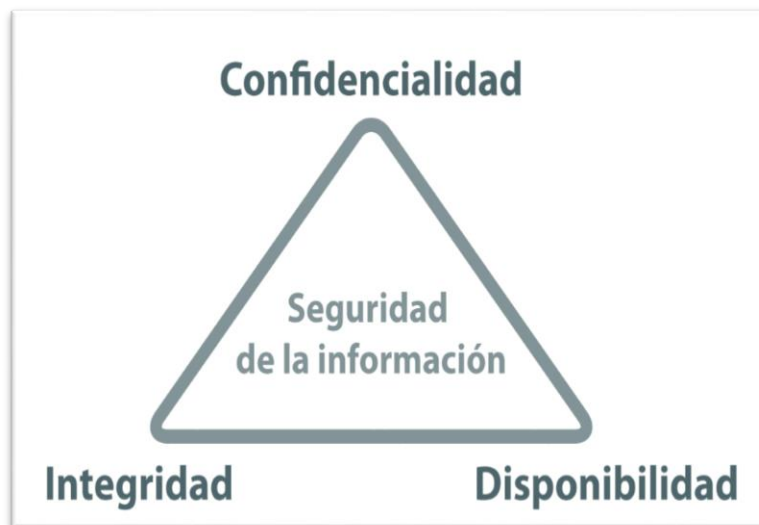 Confidencialidad
Seguridad
de la información
Integridad
Disponibilidad